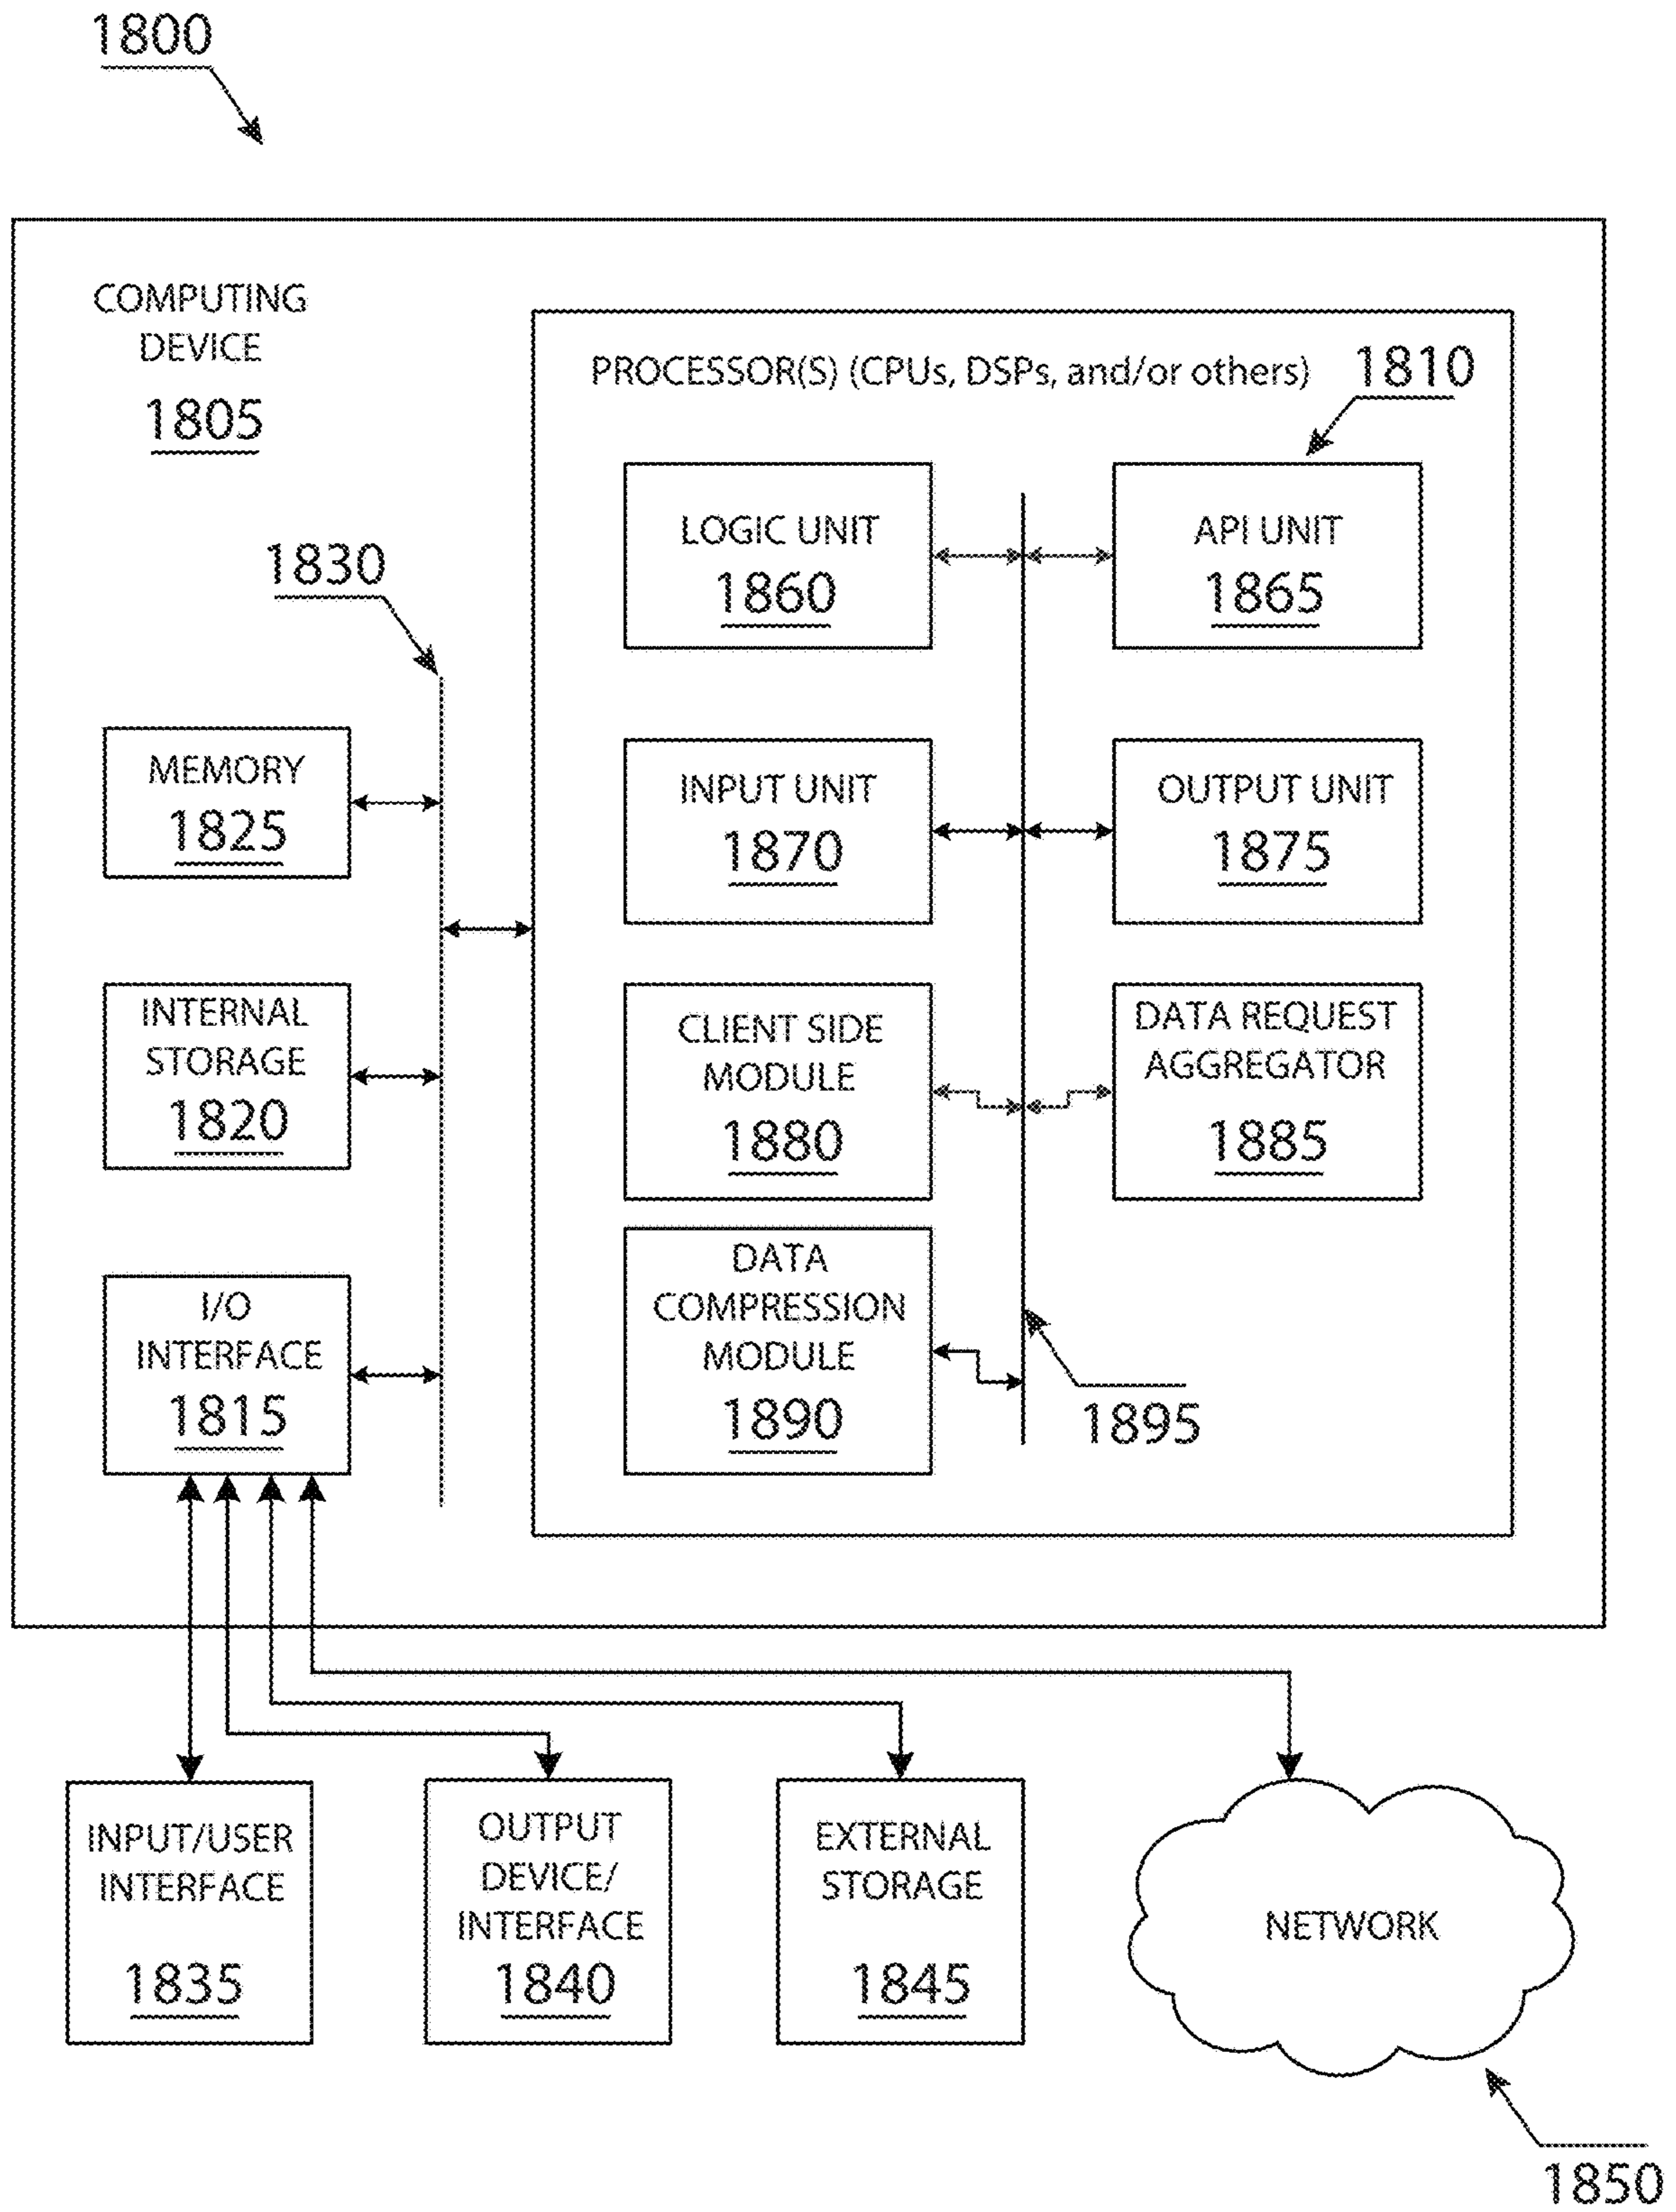 1800
COMPUTING
DEVICE
1805
PROCESSOR(S) (CPUs, DSPs, and/or others)
1810
LOGIC UNIT
1860
API UNIT
1865
1830
MEMORY
1825
INPUT UNIT
1870
OUTPUT UNIT
1875
INTERNAL
STORAGE
1820
CLIENT SIDE
MODULE
1880
DATA REQUEST
AGGREGATOR
1885
I/O
INTERFACE
1815
DATA
COMPRESSION
MODULE
1890
1895
INPUT/USER
INTERFACE
1835
OUTPUT
DEVICE/
INTERFACE
1840
EXTERNAL
STORAGE
1845
NETWORK
1850